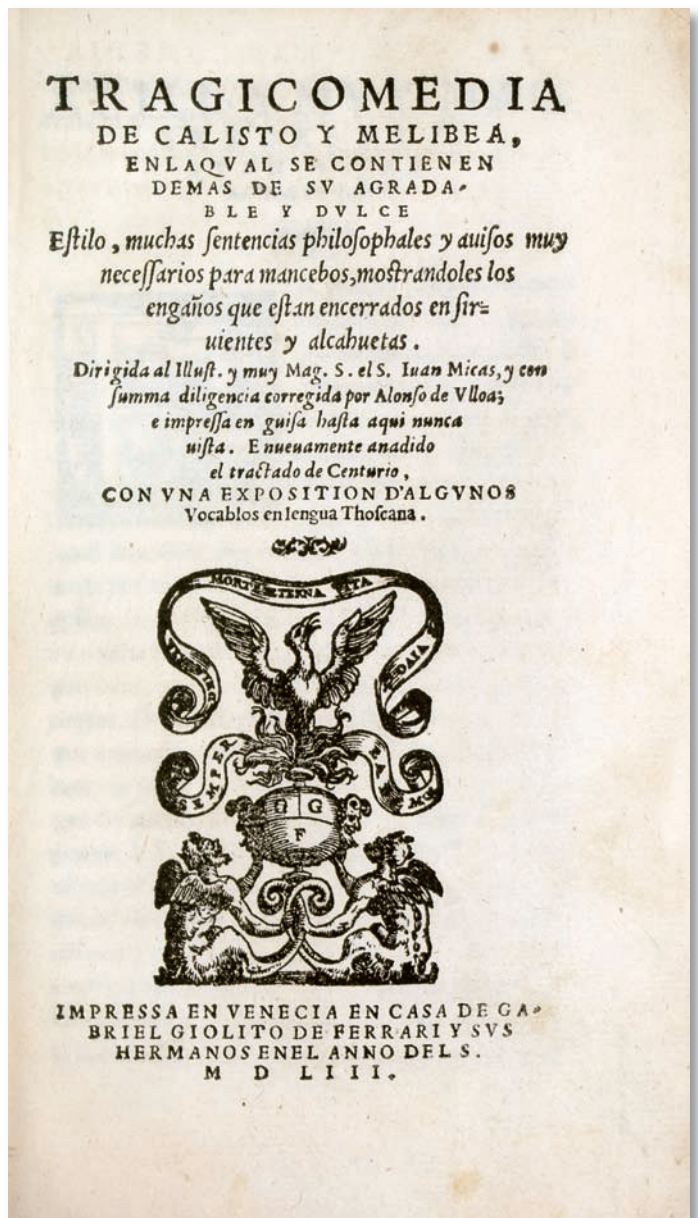 TRAGICOMEDIA
DE CALISTO Y MELIBEA,
ENLAQVAL SE CONTIENEN
DEMAS DE SV AGRADA-
BLE Y DVLCE
Eſtilo, muchas ſentencias philoſophales y auiſos muy
neceſſarios para mancebos, moſtrandoles los
engaños que eſtan encerrados en ſir=
uientes y alcahuetas.
Dirigida al Illuſt. y muy Mag. S. el S. Iuan Micas, y con
ſumma diligencia corregida por Alonſo de Vlloa;
e impreſſa en guiſa haſta aqui nunca
uiſta. E nueuamente anadido
el tractado de Centurio,
CON VNA EXPOSITION D'ALGVNOS
Vocablos en lengua Thoſcana.
MORTE ETERNA VITA
SEMPER
G G
F
IMPRESSA EN VENECIA EN CASA DE GA-
BRIEL GIOLITO DE FERRARI Y SVS
HERMANOS ENEL ANNO DEL S.
M D LIII.